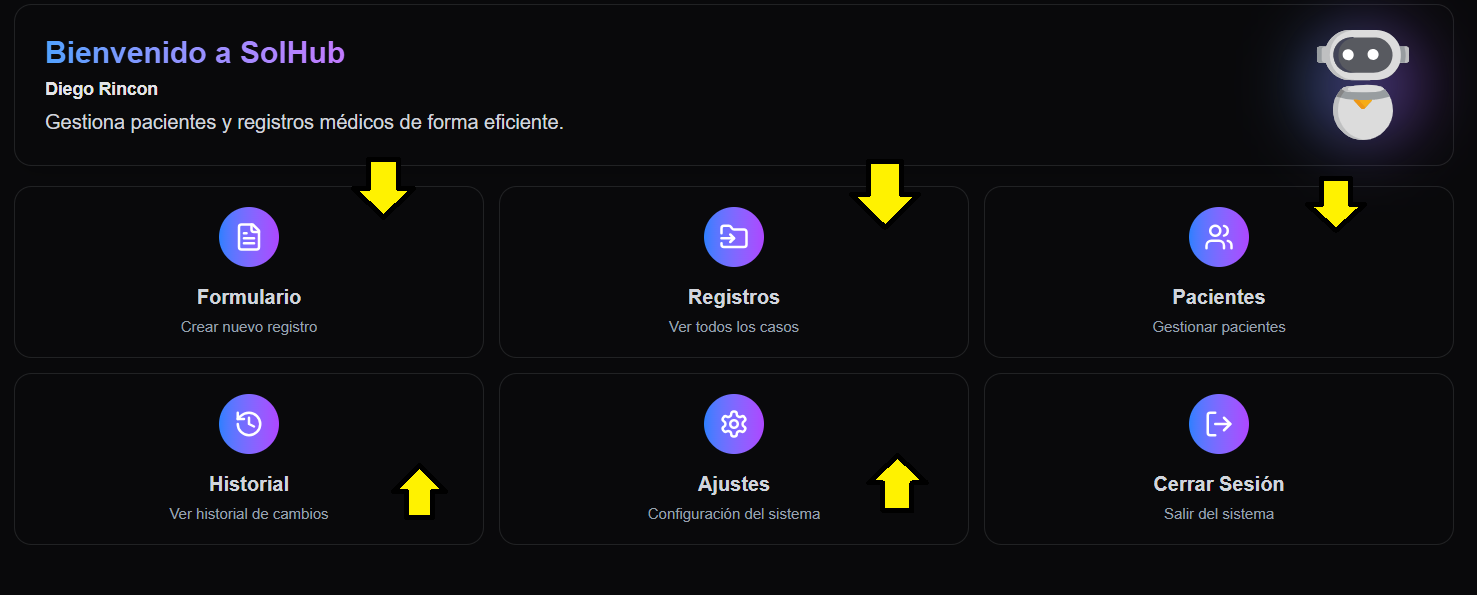 Bienvenido a SolHub
Diego Rincon
Gestiona pacientes y registros médicos de forma eficiente.
Formulario
Crear nuevo registro
Registros
Ver todos los casos
Pacientes
Gestionar pacientes
Historial
Ver historial de cambios
Ajustes
Configuración del sistema
Cerrar Sesión
Salir del sistema